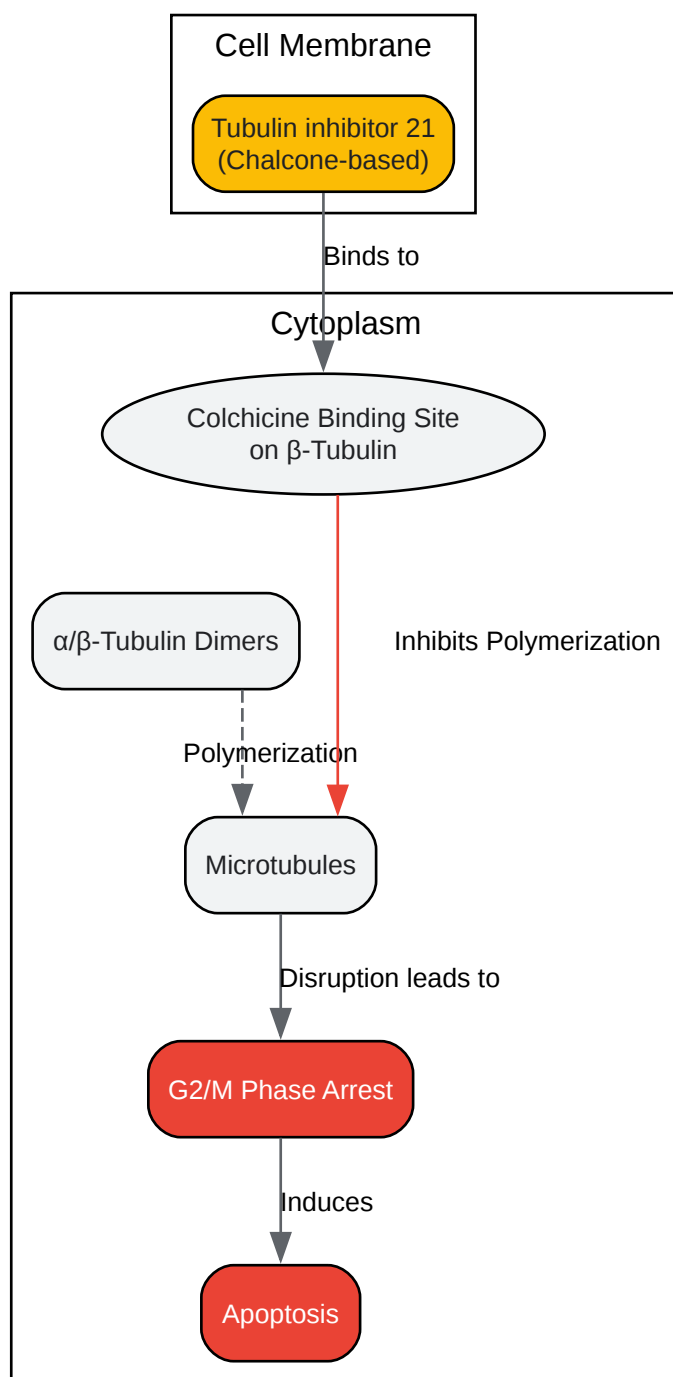 Cell Membrane
Tubulin inhibitor 21
(Chalcone-based)
Binds to
Cytoplasm
Colchicine Binding Site
on β-Tubulin
α/β-Tubulin Dimers
Inhibits Polymerization
Polymerization
Microtubules
Disruption leads to
G2/M Phase Arrest
Induces
Apoptosis